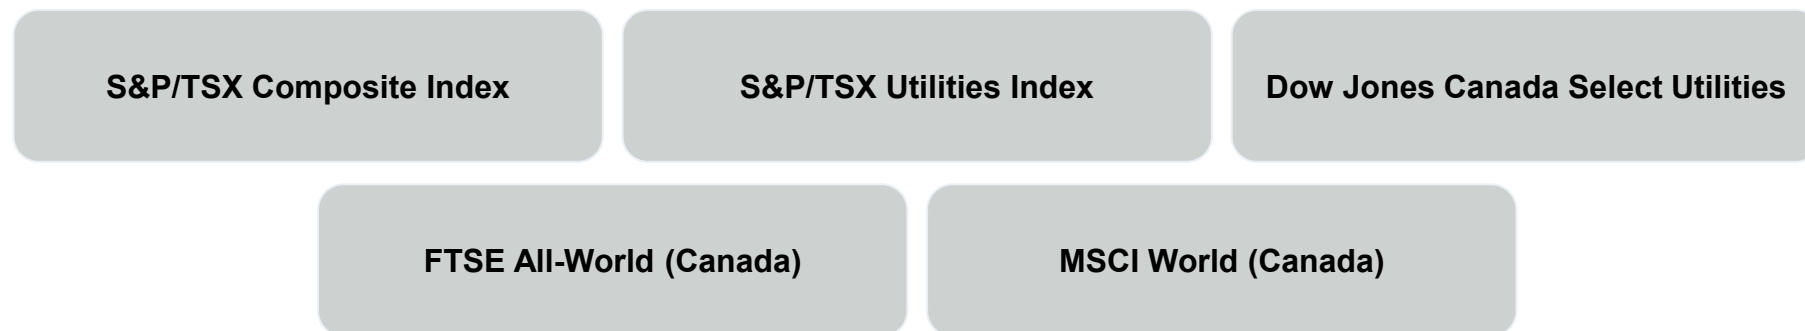 S&P/TSX Composite Index
S&P/TSX Utilities Index
Dow Jones Canada Select Utilities
FTSE All-World (Canada)
MSCI World (Canada)